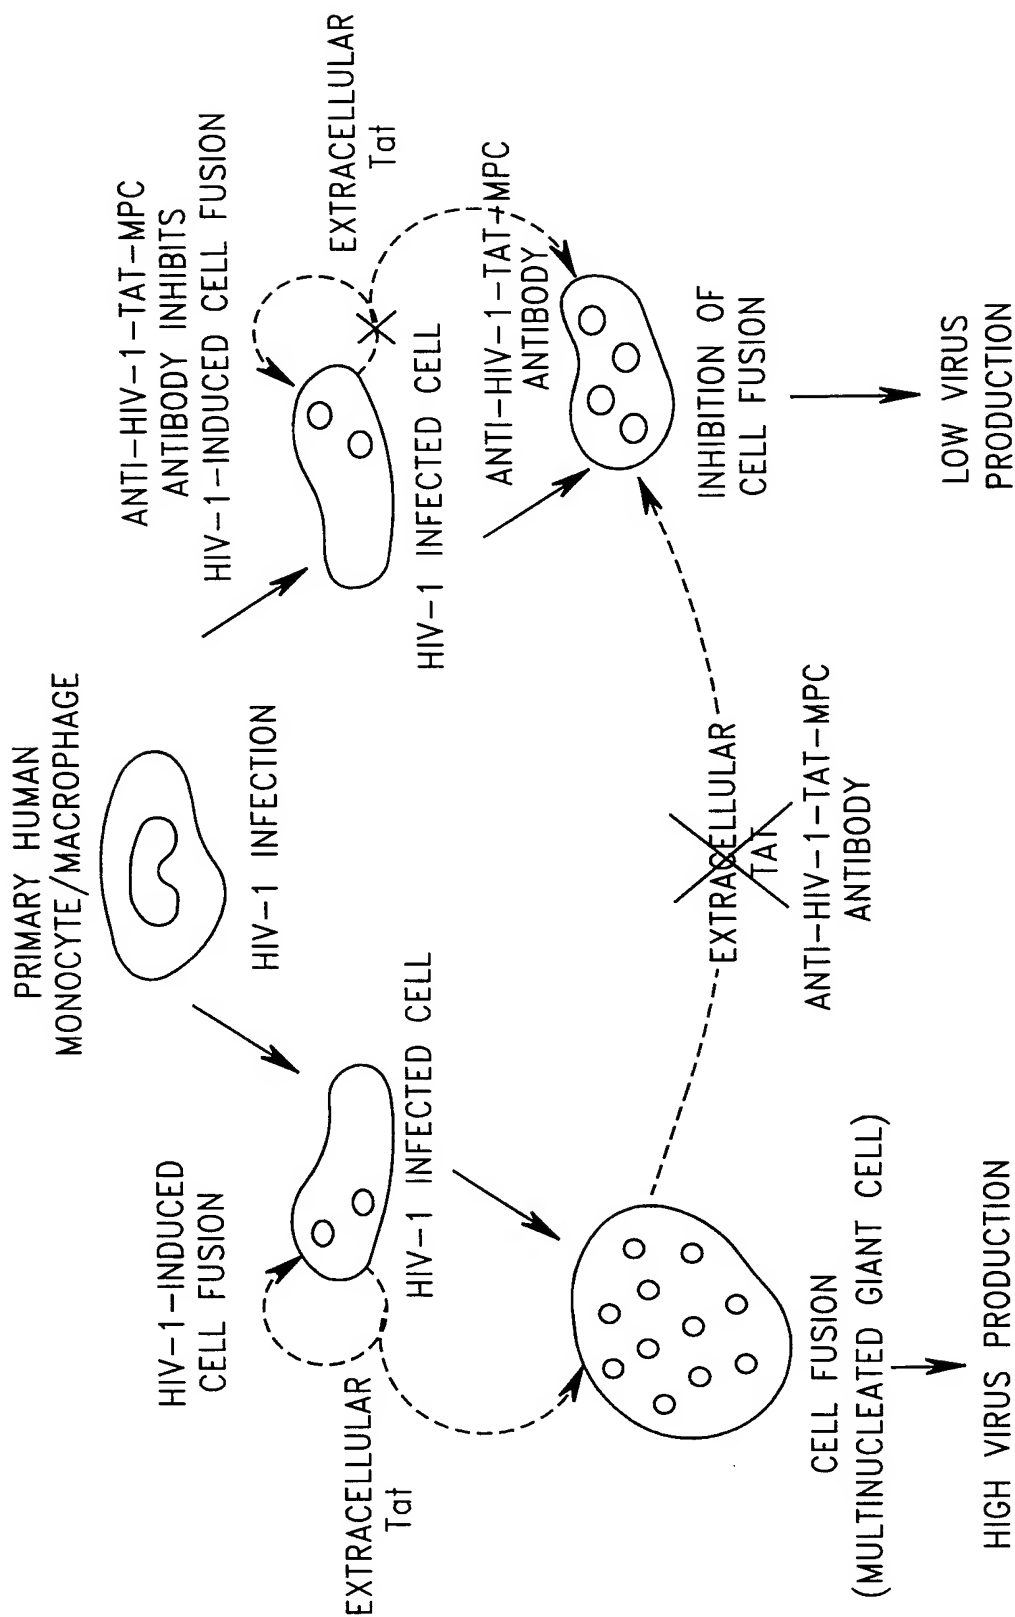 PRIMARY HUMAN
MONOCYTE/MACROPHAGE
HIV-1 INFECTION
HIV-1-INDUCED
CELL FUSION
EXTRACELLULAR
Tat
HIV-1 INFECTED CELL
CELL FUSION
(MULTINUCLEATED GIANT CELL)
HIGH VIRUS PRODUCTION
ANTI-HIV-1-TAT-MPC
ANTIBODY INHIBITS
HIV-1-INDUCED CELL FUSION
EXTRACELLULAR
Tat
HIV-1 INFECTED CELL
ANTI-HIV-1-TAT-MPC
ANTIBODY
EXTRACELLULAR
TAT
ANTI-HIV-1-TAT-MPC
ANTIBODY
INHIBITION OF
CELL FUSION
LOW VIRUS
PRODUCTION